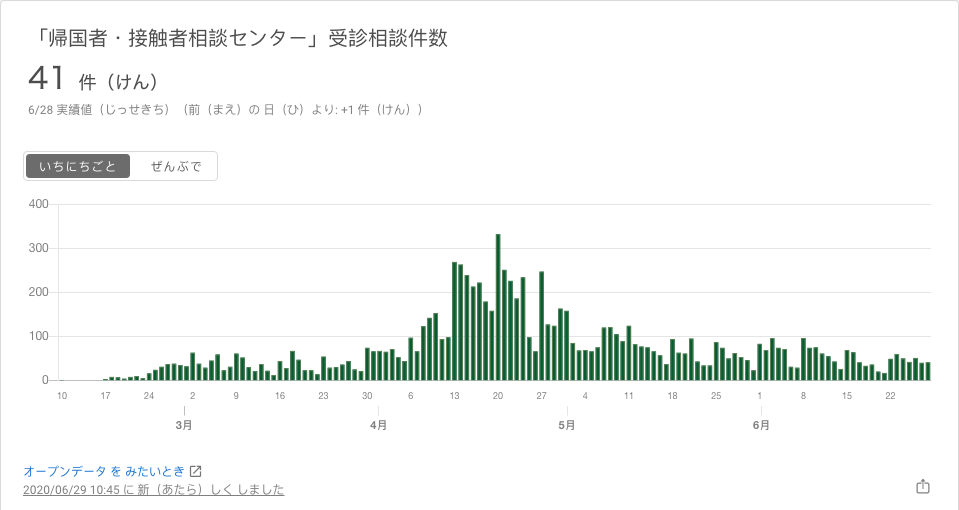 「帰国者・接触者相談センター」受診相談件数
41 件（けん）
6/28 実績値（じっせきち）（前（まえ）の 日（ひ）より: +1 件（けん））
いちにちごと ぜんぶで
400
300
200
100
0
10 17 24 2 9 16 23 30 6 13 20 27 4 11 18 25 1 8 15 22
3月 4月 5月 6月
オープンデータ を みたいとき
2020/06/29 10:45 に 新（あたら）しく しました